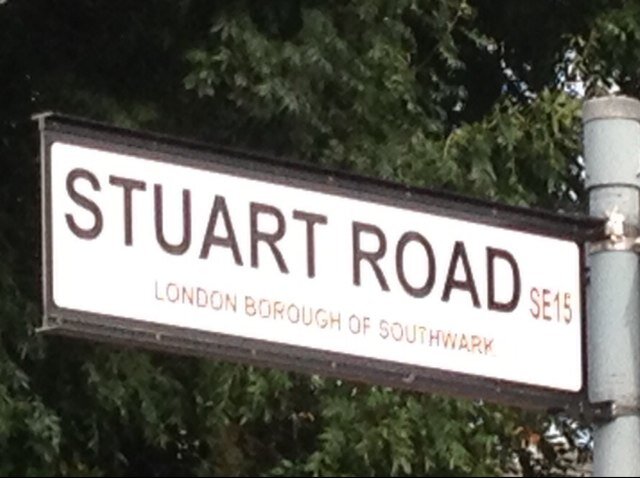 STUART ROAD SE15
LONDON BOROUGH OF SOUTHWARK